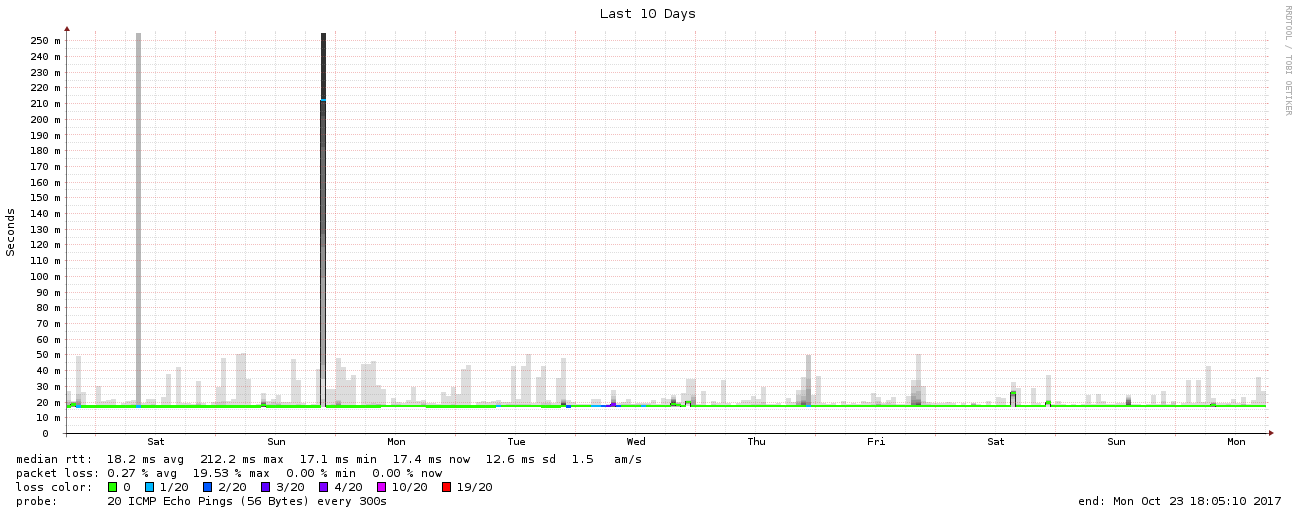 Last 10 Days
RRDTOOL / TOBI OETIKER
Seconds
250 m
240 m
230 m
220 m
210 m
200 m
190 m
180 m
170 m
160 m
150 m
140 m
130 m
120 m
110 m
100 m
90 m
80 m
70 m
60 m
50 m
40 m
30 m
20 m
10 m
0
Sat Sun Mon Tue Wed Thu Fri Sat Sun Mon
median rtt: 18.2 ms avg 212.2 ms max 17.1 ms min 17.4 ms now 12.6 ms sd 1.5 am/s
packet loss: 0.27 % avg 19.53 % max 0.00 % min 0.00 % now
loss color: 0 1/20 2/20 3/20 4/20 10/20 19/20
probe: 20 ICMP Echo Pings (56 Bytes) every 300s end: Mon Oct 23 18:05:10 2017